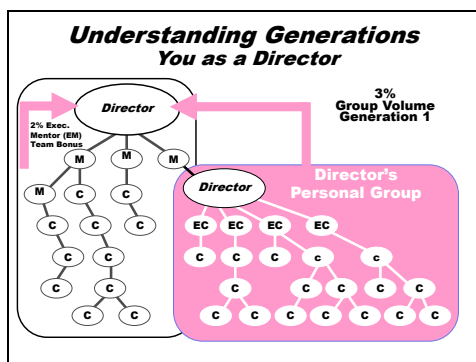 Understanding Generations
You as a Director
Director
3%
Group Volume
Generation 1
2% Exec.
Mentor (EM)
Team Bonus
M M M
Director's
Personal Group
Director
M C C
C C C
EC EC EC EC
C C
C C C c c
C C
C C C C C
C C
C C C C C C C